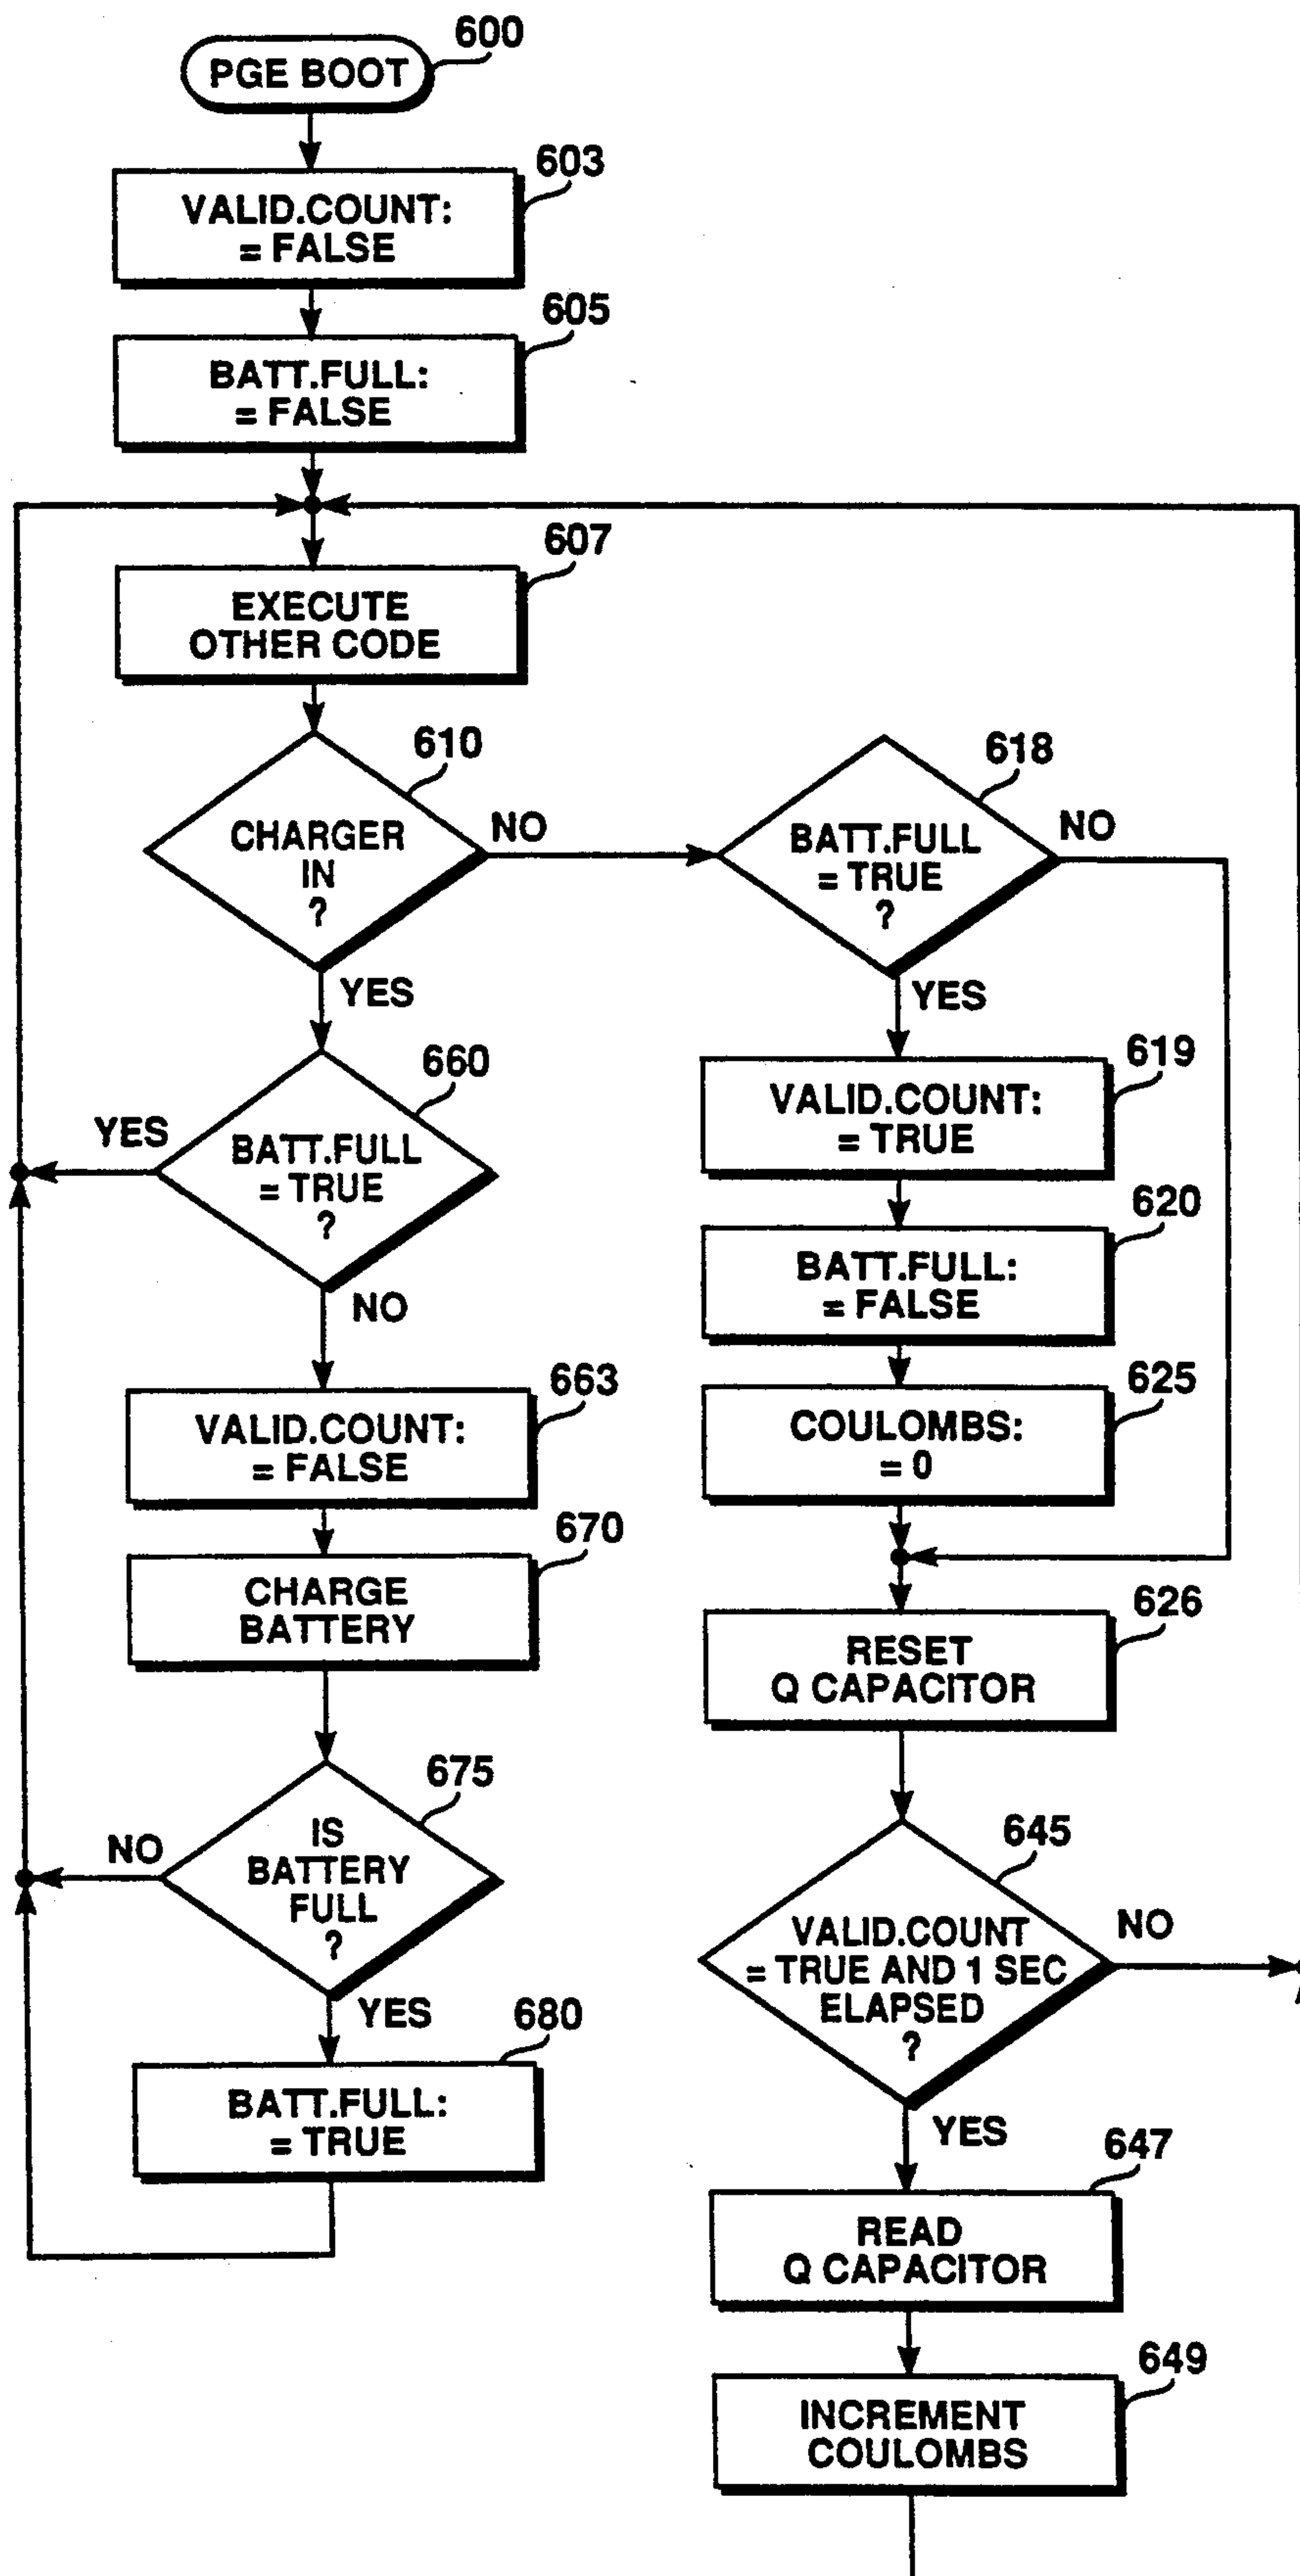 600
PGE BOOT
603
VALID.COUNT:
= FALSE
605
BATT.FULL:
= FALSE
607
EXECUTE
OTHER CODE
610
CHARGER
IN
?
NO
YES
618
BATT.FULL
= TRUE
?
NO
YES
619
VALID.COUNT:
= TRUE
620
BATT.FULL:
= FALSE
625
COULOMBS:
= 0
626
RESET
Q CAPACITOR
645
VALID.COUNT
= TRUE AND 1 SEC
ELAPSED
?
NO
YES
647
READ
Q CAPACITOR
649
INCREMENT
COULOMBS
660
BATT.FULL
= TRUE
?
YES
NO
663
VALID.COUNT:
= FALSE
670
CHARGE
BATTERY
675
IS
BATTERY
FULL
?
NO
YES
680
BATT.FULL:
= TRUE